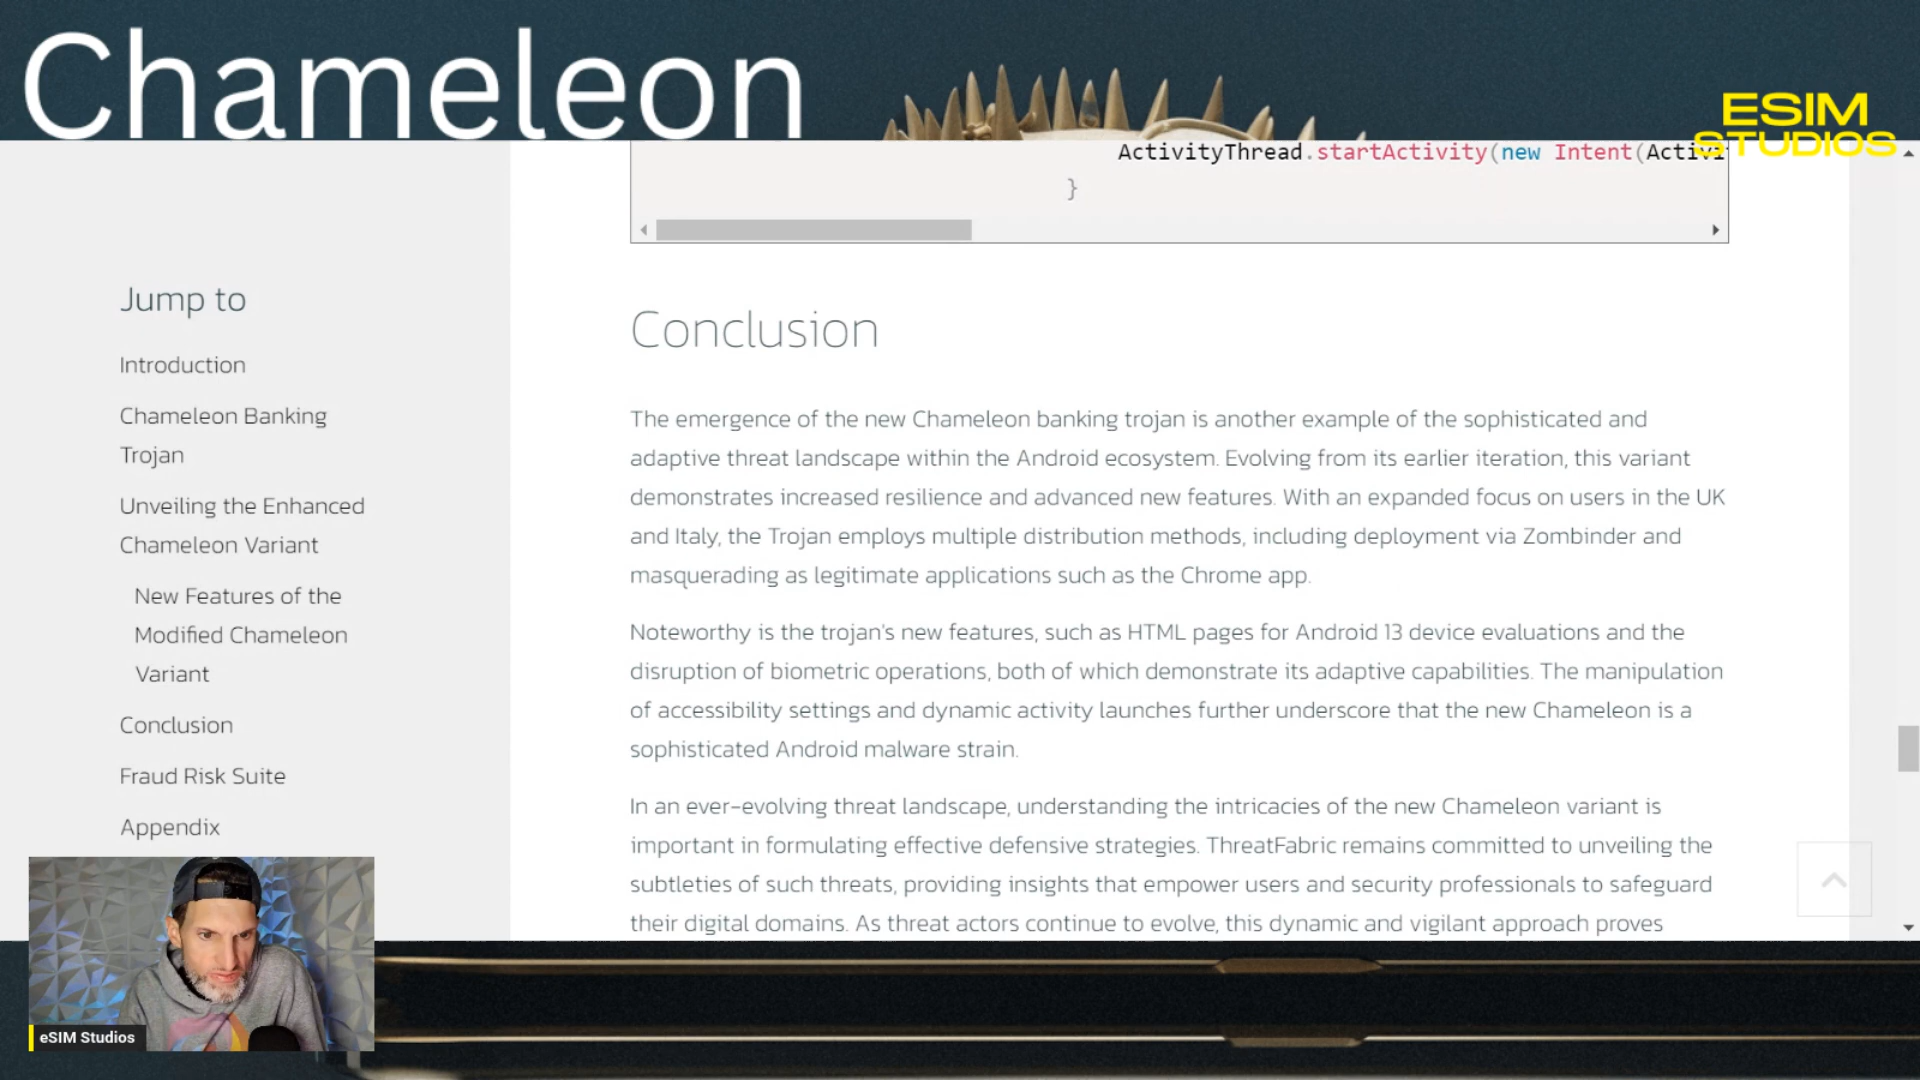 Chameleon
ESIM
STUDIOS
ActivityThread.startActivity(new Intent(Activi
}
Jump to
Introduction
Chameleon Banking
Trojan
Unveiling the Enhanced
Chameleon Variant
New Features of the
Modified Chameleon
Variant
Conclusion
Fraud Risk Suite
Appendix
Conclusion
The emergence of the new Chameleon banking trojan is another example of the sophisticated and
adaptive threat landscape within the Android ecosystem. Evolving from its earlier iteration, this variant
demonstrates increased resilience and advanced new features. With an expanded focus on users in the UK
and Italy, the Trojan employs multiple distribution methods, including deployment via Zombinder and
masquerading as legitimate applications such as the Chrome app.
Noteworthy is the trojan's new features, such as HTML pages for Android 13 device evaluations and the
disruption of biometric operations, both of which demonstrate its adaptive capabilities. The manipulation
of accessibility settings and dynamic activity launches further underscore that the new Chameleon is a
sophisticated Android malware strain.
In an ever-evolving threat landscape, understanding the intricacies of the new Chameleon variant is
important in formulating effective defensive strategies. ThreatFabric remains committed to unveiling the
subtleties of such threats, providing insights that empower users and security professionals to safeguard
their digital domains. As threat actors continue to evolve, this dynamic and vigilant approach proves
eSIM Studios